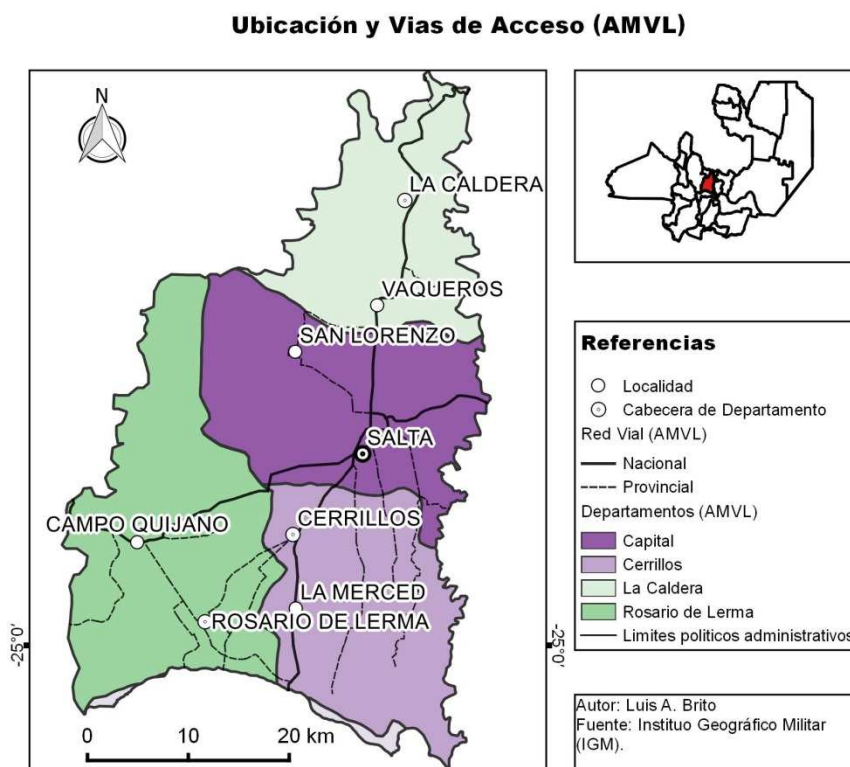 Ubicación y Vias de Acceso (AMVL)
N
LA CALDERA
VAQUEROS
SAN LORENZO
SALTA
CAMPO QUIJANO
CERRILLOS
LA MERCED
ROSARIO DE LERMA
-25°0'
-25°0'
0 20 km
Referencias
Localidad
Cabecera de Departamento
Red Vial (AMVL)
Nacional
Provincial
Departamentos (AMVL)
Capital
Cerrillos
La Caldera
Rosario de Lerma
Limites politicos administrativos
Autor: Luis A. Brito
Fuente: Instituo Geográfico Militar
(IGM).